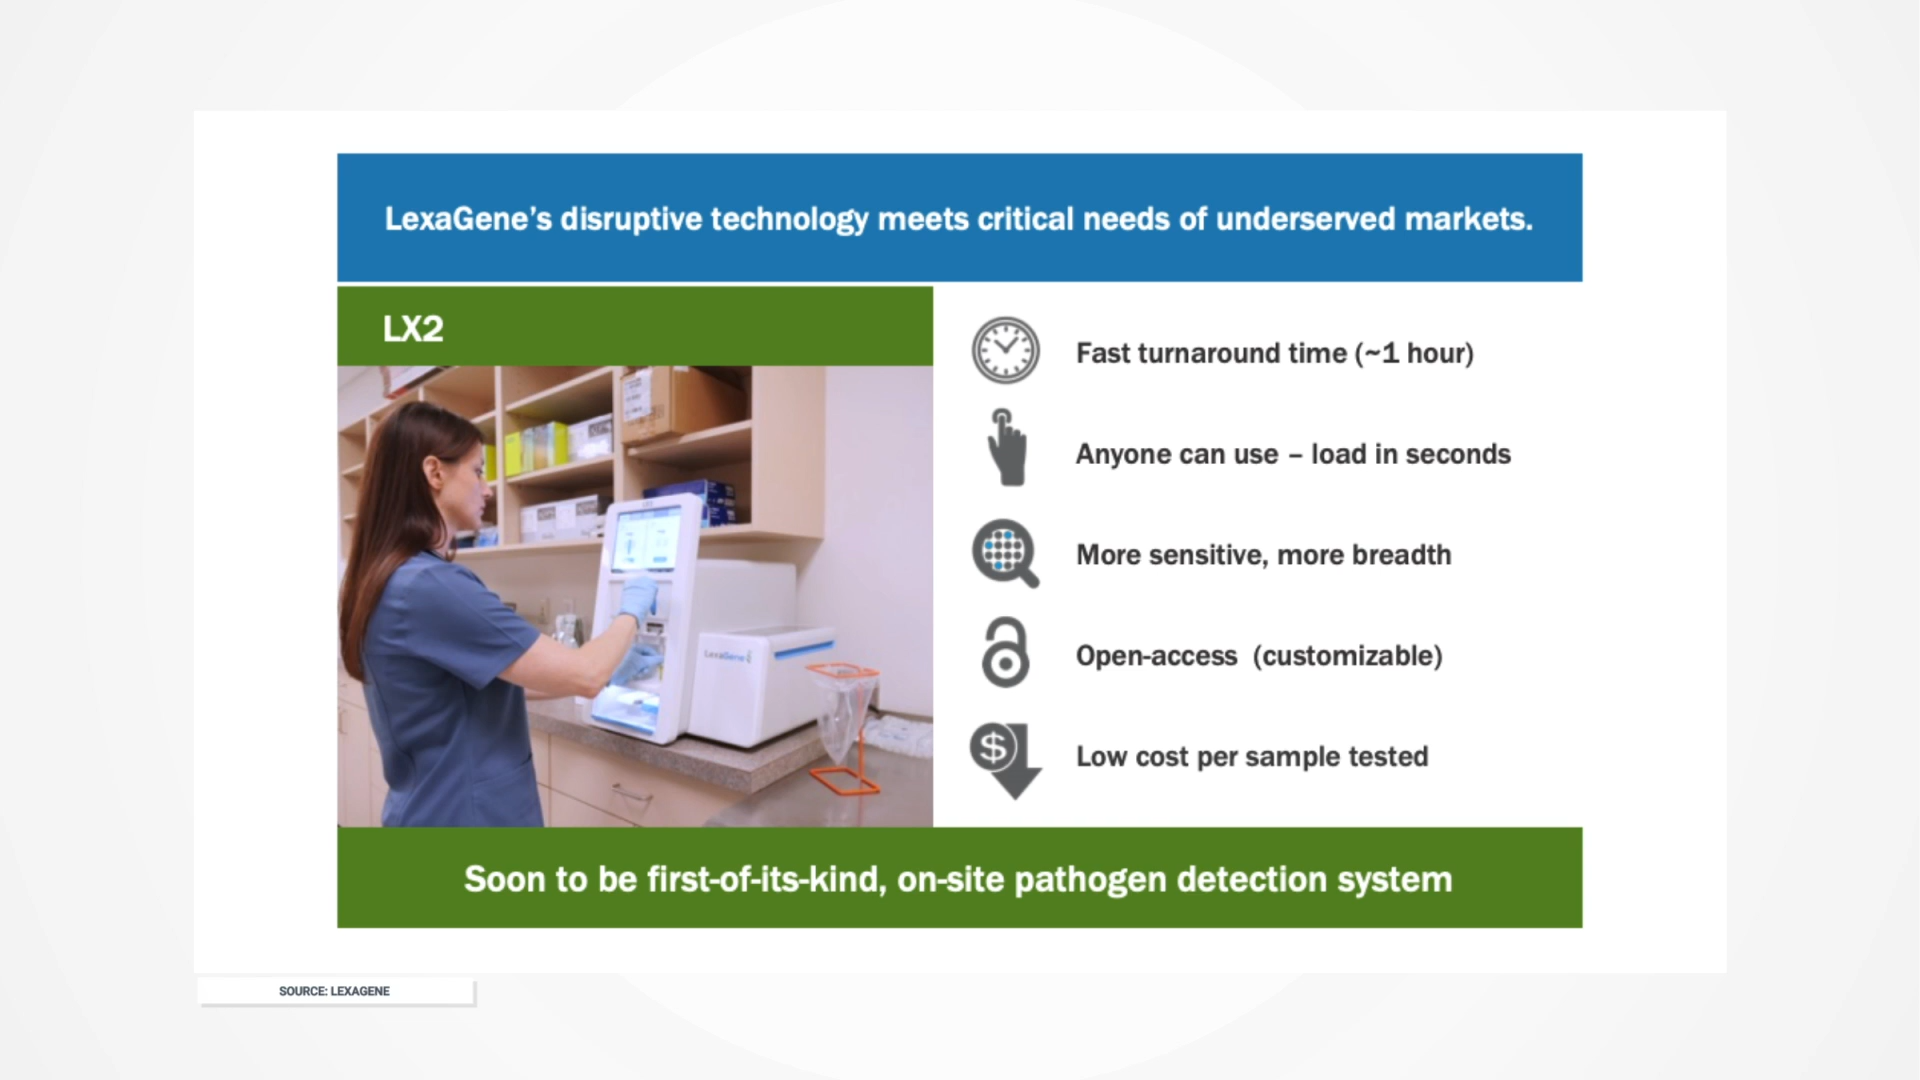 LexaGene's disruptive technology meets critical needs of underserved markets.
LX2
Fast turnaround time (~1 hour)
Anyone can use – load in seconds
More sensitive, more breadth
Open-access (customizable)
$
Low cost per sample tested
LexaGene
Soon to be first-of-its-kind, on-site pathogen detection system
SOURCE: LEXAGENE